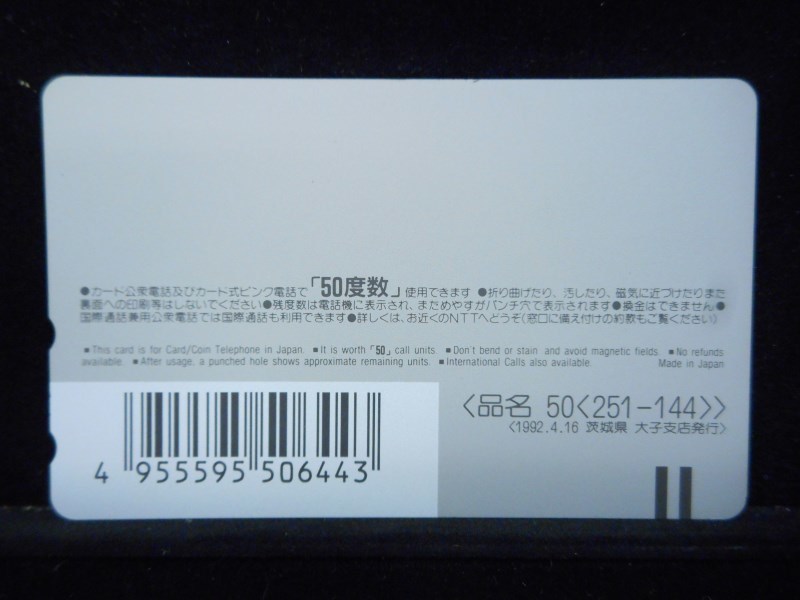 ●カード公衆電話及びカード式ピンク電話で「50度数」使用できます ●折り曲げたり、汚したり、磁気に近づけたりまた
裏面への印刷等はしないでください●残度数は電話機に表示され、まためやすがパンチ穴で表示されます●換金はできません●
国際通話兼用公衆電話では国際通話も利用できます●詳しくは、お近くのNTTへどうぞ(窓口に備え付けの約款もご覧ください)
■This card is for Card/Coin Telephone in Japan. ■It is worth「50」call units. ■Don't bend or stain and avoid magnetic fields. ■No refunds
available. ■After usage, a punched hole shows approximate remaining units. ■International Calls also available. Made in Japan
〈品名 50〈251-144〉〉
〈1992.4.16 茨城県 大子支店発行〉
4 955595 506443